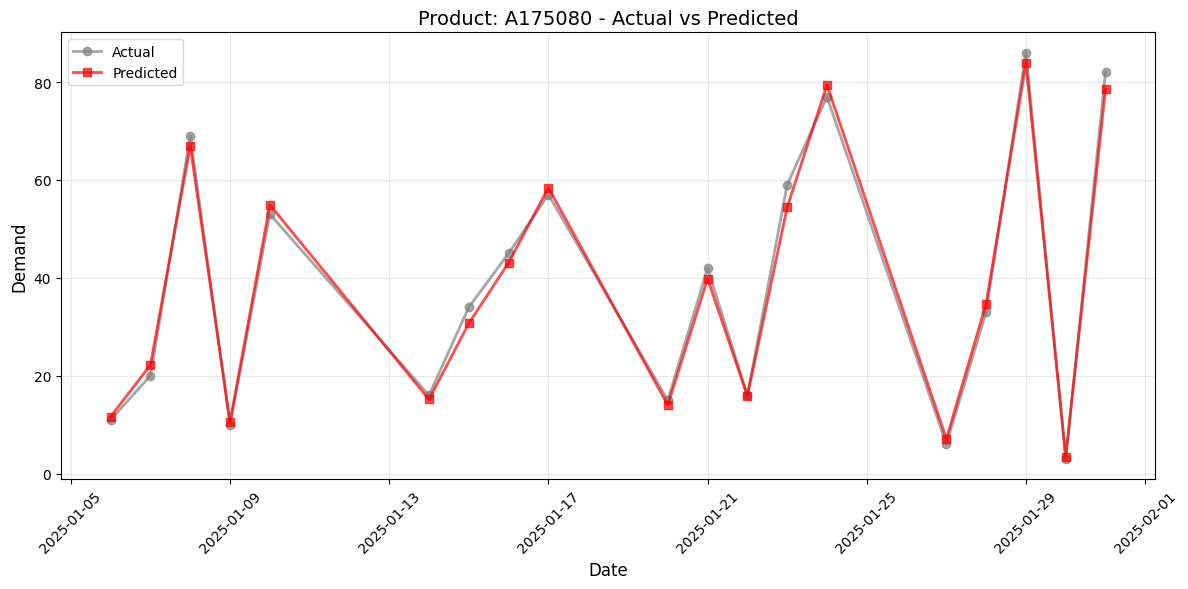 Product: A175080 - Actual vs Predicted
Actual
Predicted
Demand
80
60
40
20
0
2025-01-05
2025-01-09
2025-01-13
2025-01-17
2025-01-21
2025-01-25
2025-01-29
2025-02-01
Date